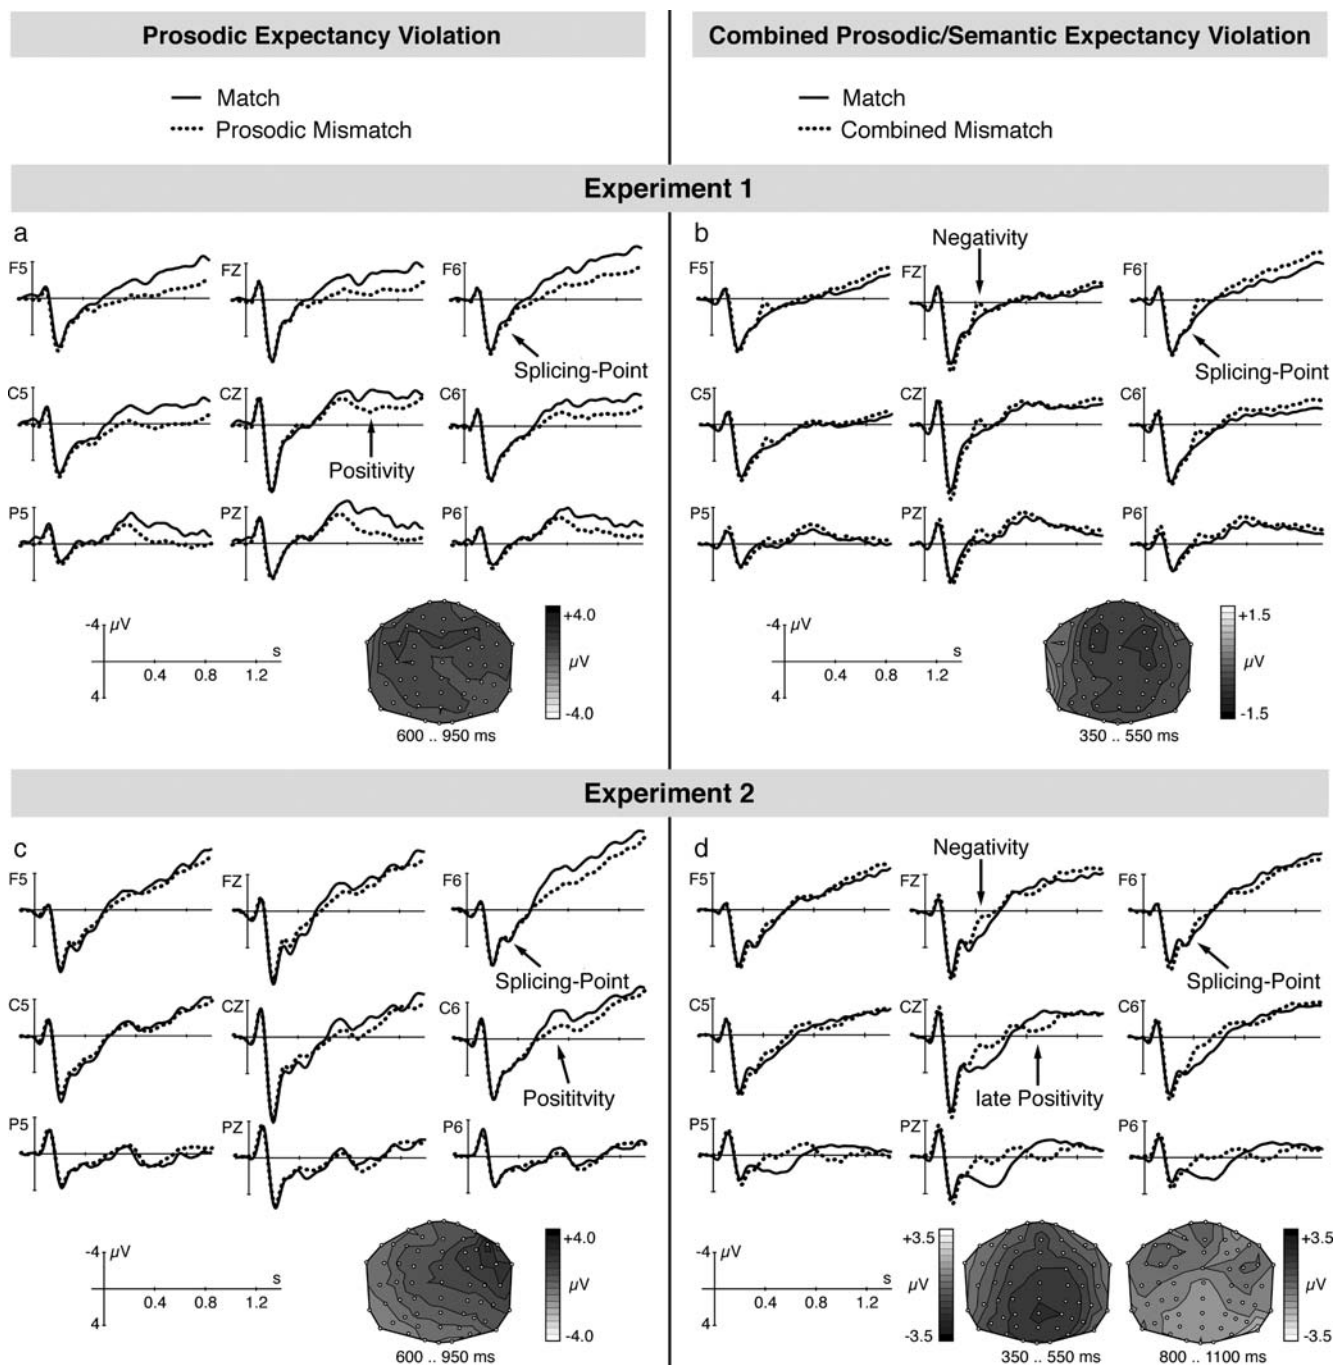 Prosodic Expectancy Violation
Combined Prosodic/Semantic Expectancy Violation
Match
Prosodic Mismatch
Match
Combined Mismatch
Experiment 1
a
F5
FZ
F6
Splicing-Point
C5
CZ
C6
Positivity
P5
PZ
P6
-4
µV
s
0.4 0.8 1.2
4
+4.0
µV
-4.0
600 .. 950 ms
b
Negativity
F5
FZ
F6
Splicing-Point
C5
CZ
C6
P5
PZ
P6
-4
µV
s
0.4 0.8 1.2
4
+1.5
µV
-1.5
350 .. 550 ms
Experiment 2
c
F5
FZ
F6
Splicing-Point
C5
CZ
C6
Posititvity
P5
PZ
P6
-4
µV
s
0.4 0.8 1.2
4
+4.0
µV
-4.0
600 .. 950 ms
d
Negativity
F5
FZ
F6
Splicing-Point
C5
CZ
C6
late Positivity
P5
PZ
P6
-4
µV
s
0.4 0.8 1.2
4
+3.5
µV
-3.5
350 .. 550 ms
+3.5
µV
-3.5
800 .. 1100 ms